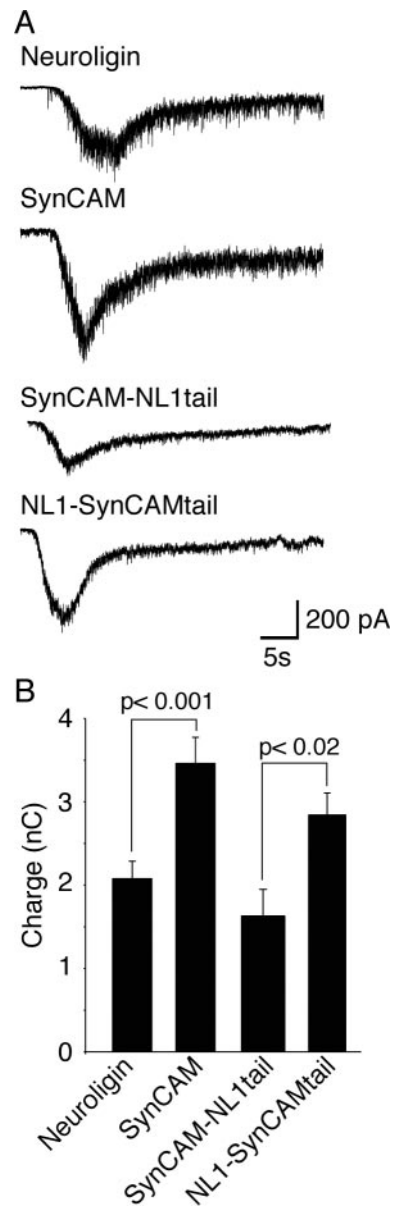 A
Neuroligin
SynCAM
SynCAM-NL1tail
NL1-SynCAMtail
200 pA
5s
B
p< 0.001
p< 0.02
4
3
2
1
0
Charge (nC)
Neuroligin
SynCAM
SynCAM-NL1tail
NL1-SynCAMtail